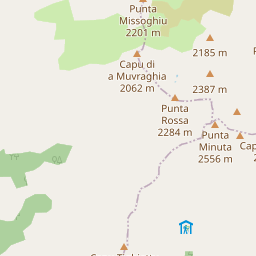 Punta
Missoghiu
2201 m
2185 m
Capu di
a Muvraghia
2062 m
2387 m
Punta
Rossa
2284 m
Punta
Minuta
2556 m